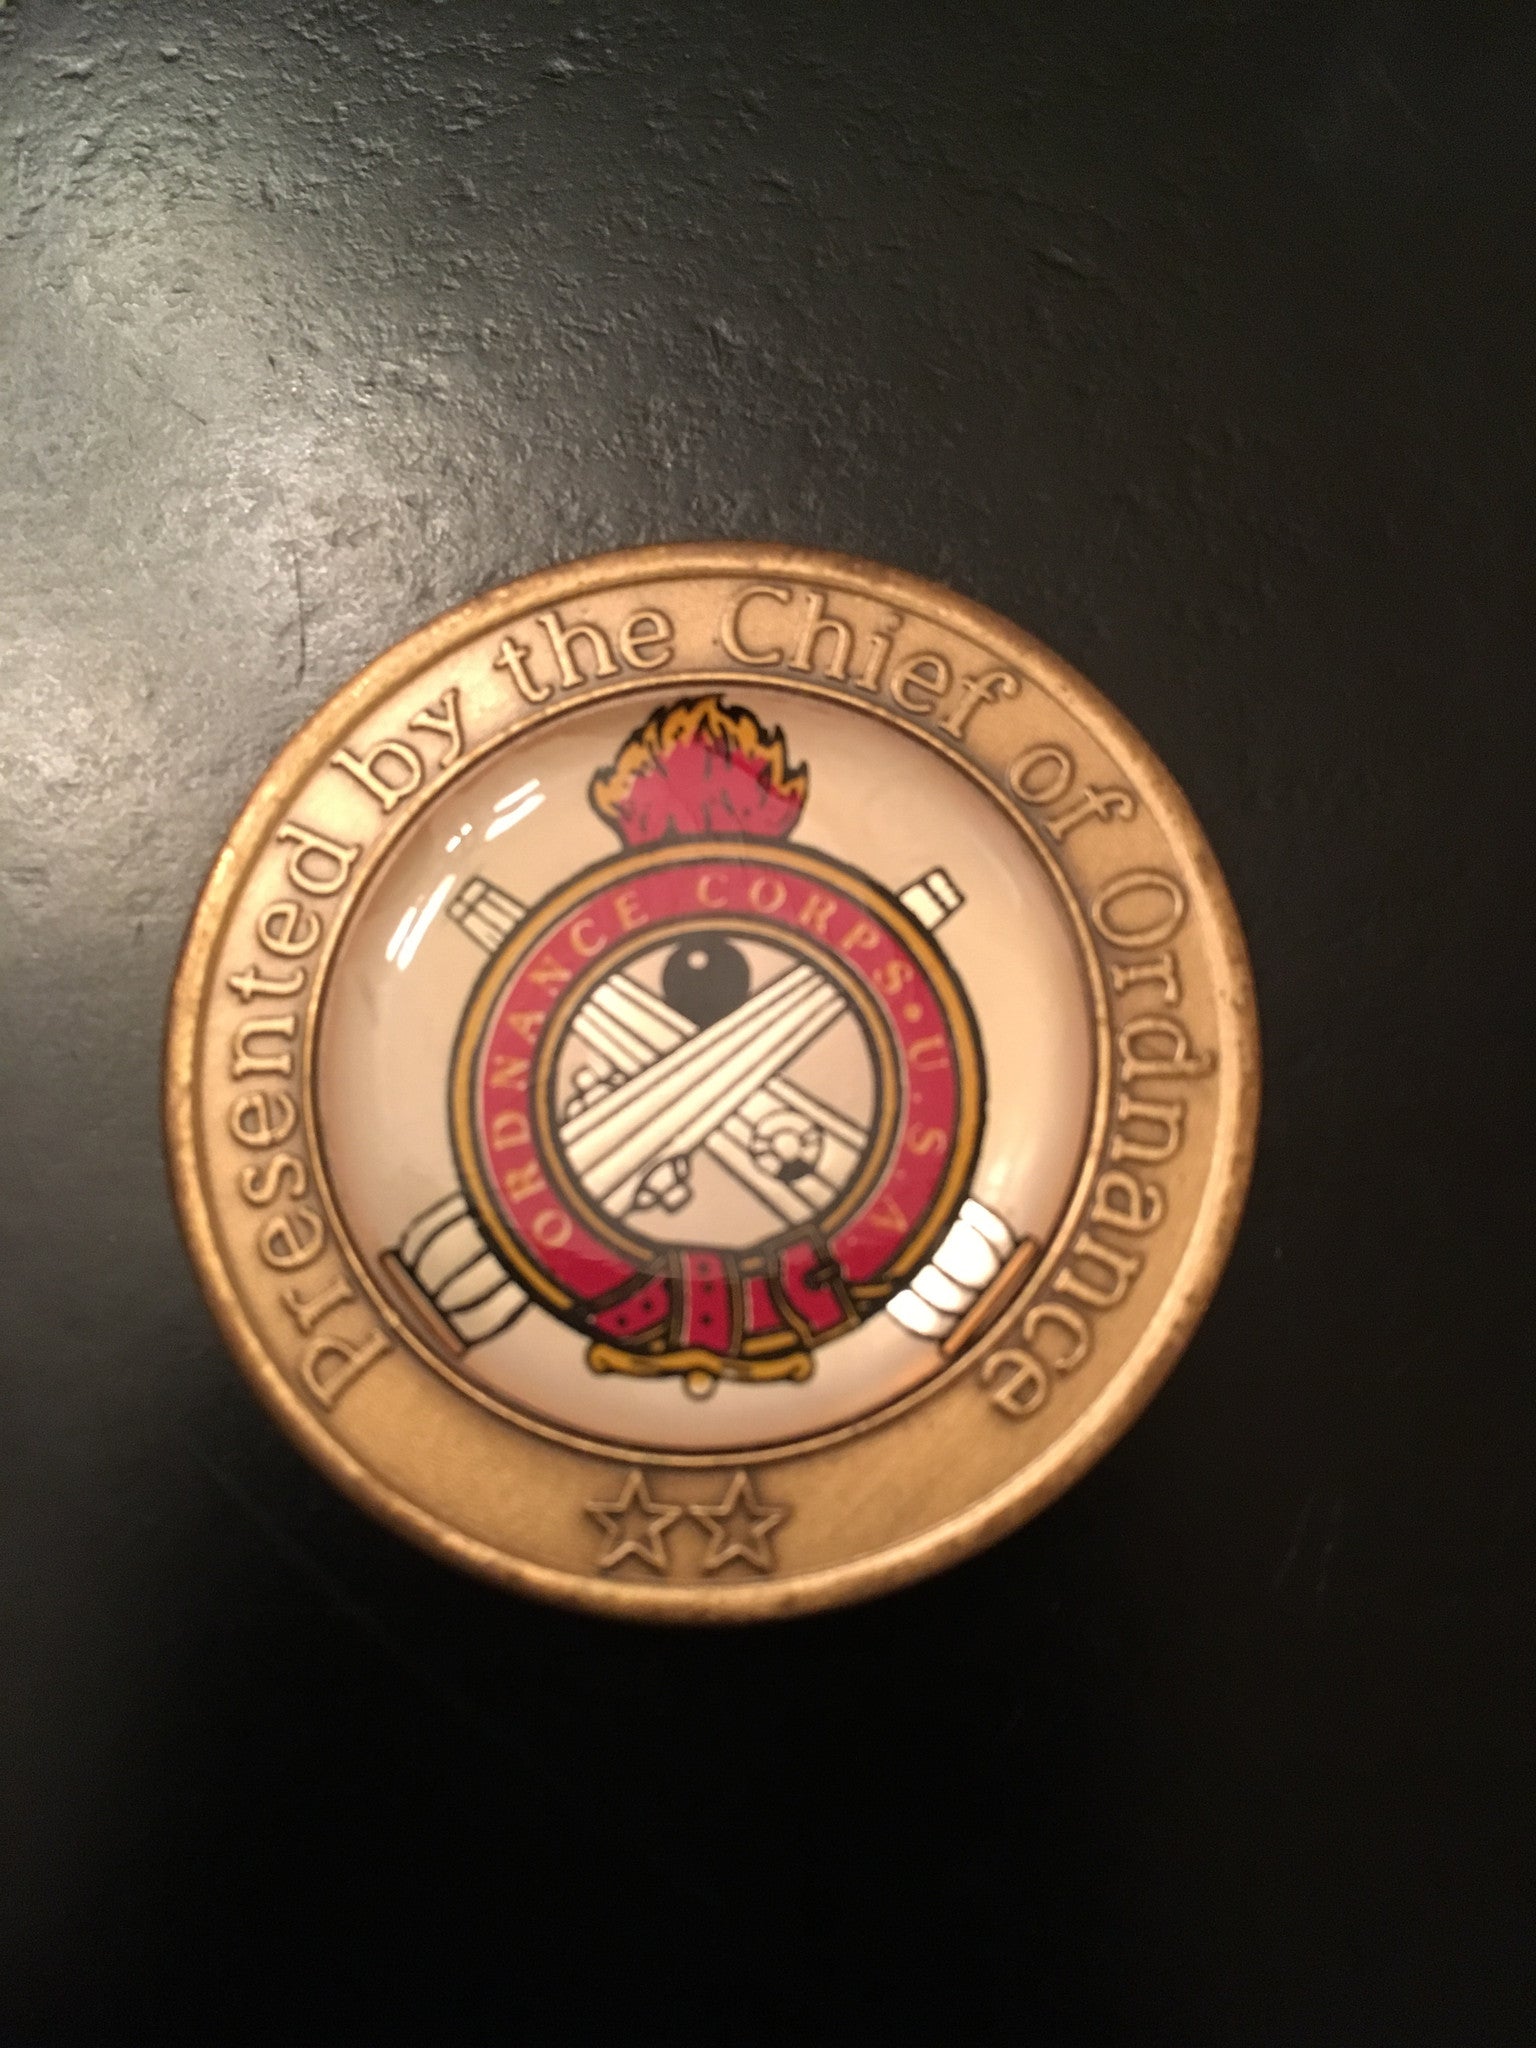 Presented by the Chief of Ordnance
ORDNANCE CORPS · U.S.A.